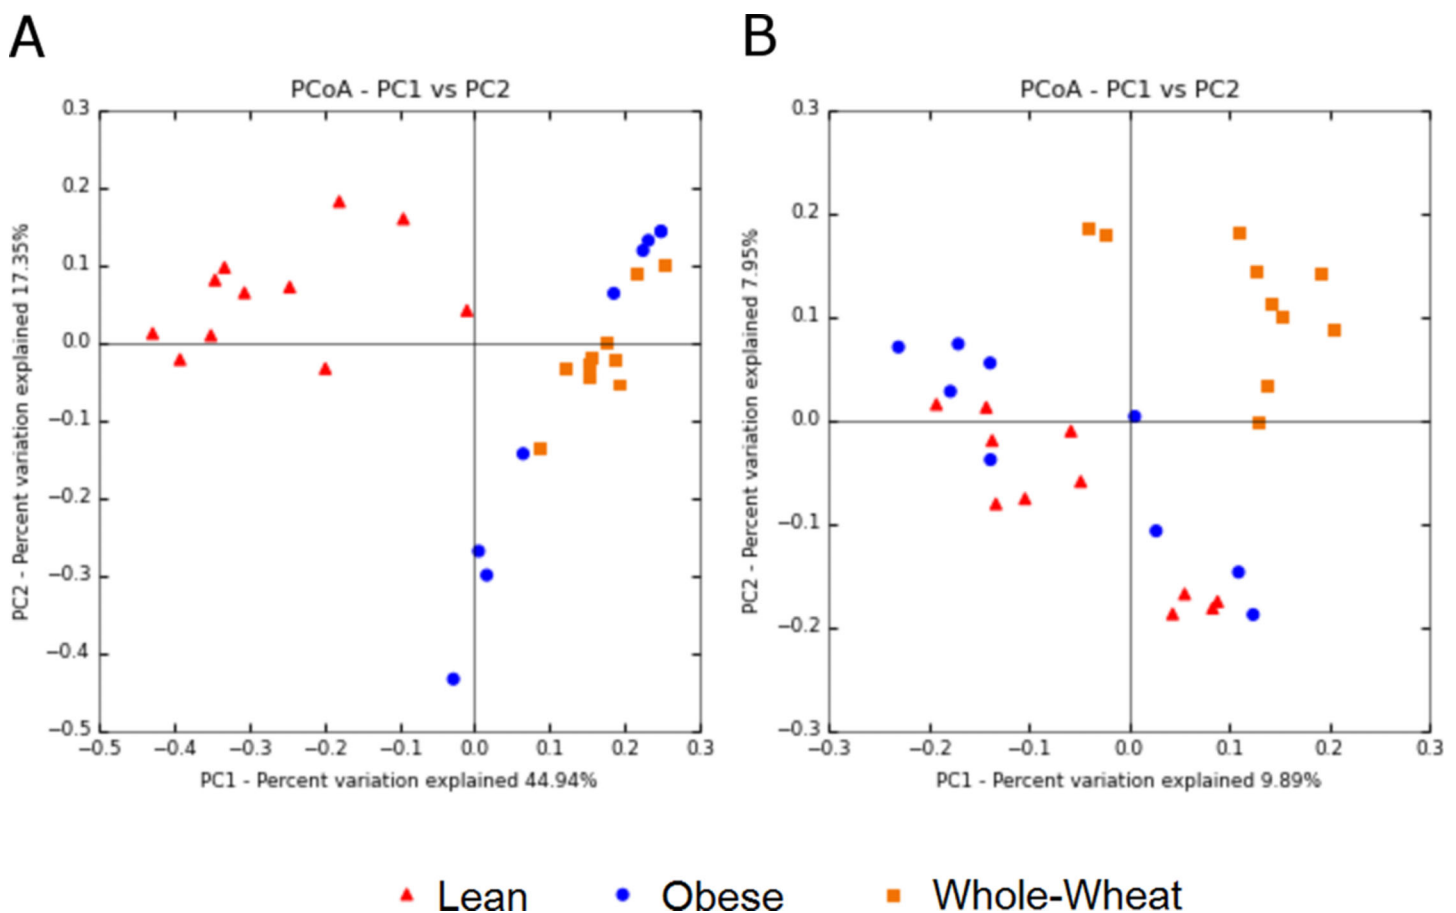 A
B
PCoA - PC1 vs PC2
PCoA - PC1 vs PC2
0.3
0.2
0.1
0.0
−0.1
−0.2
−0.3
−0.4
−0.5
−0.5 −0.4 −0.3 −0.2 −0.1 0.0 0.1 0.2 0.3
PC2 - Percent variation explained 17.35%
PC1 - Percent variation explained 44.94%
0.3
0.2
0.1
0.0
−0.1
−0.2
−0.3
−0.3 −0.2 −0.1 0.0 0.1 0.2 0.3
PC2 - Percent variation explained 7.95%
PC1 - Percent variation explained 9.89%
Lean Obese Whole-Wheat